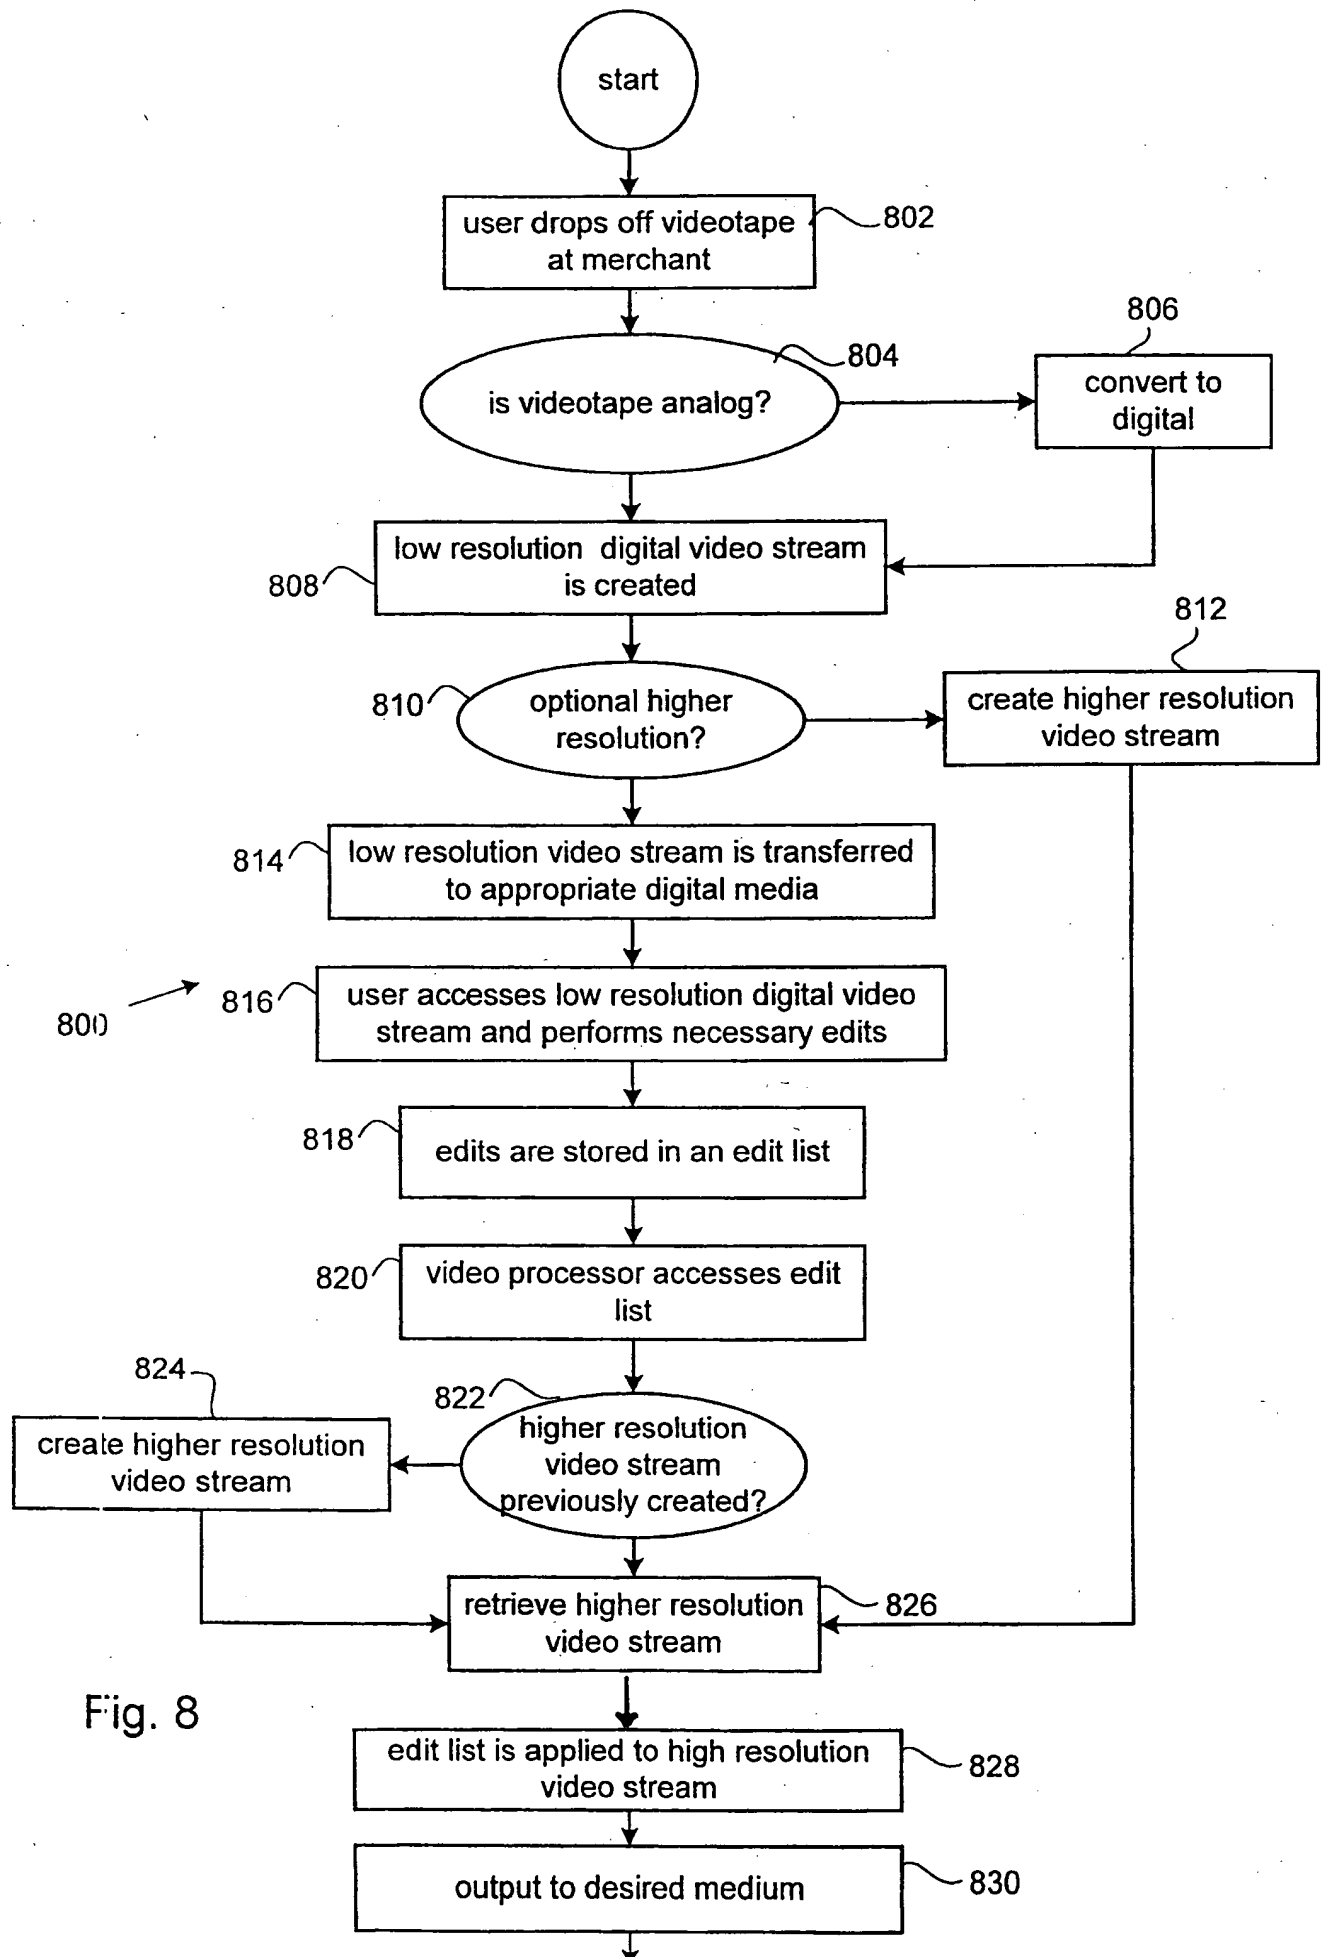 start
user drops off videotape
at merchant
802
is videotape analog?
804
806
convert to
digital
low resolution digital video stream
is created
808
810
optional higher
resolution?
812
create higher resolution
video stream
814
low resolution video stream is transferred
to appropriate digital media
800
816
user accesses low resolution digital video
stream and performs necessary edits
818
edits are stored in an edit list
820
video processor accesses edit
list
824
create higher resolution
video stream
822
higher resolution
video stream
previously created?
retrieve higher resolution
video stream
826
Fig. 8
edit list is applied to high resolution
video stream
828
output to desired medium
830